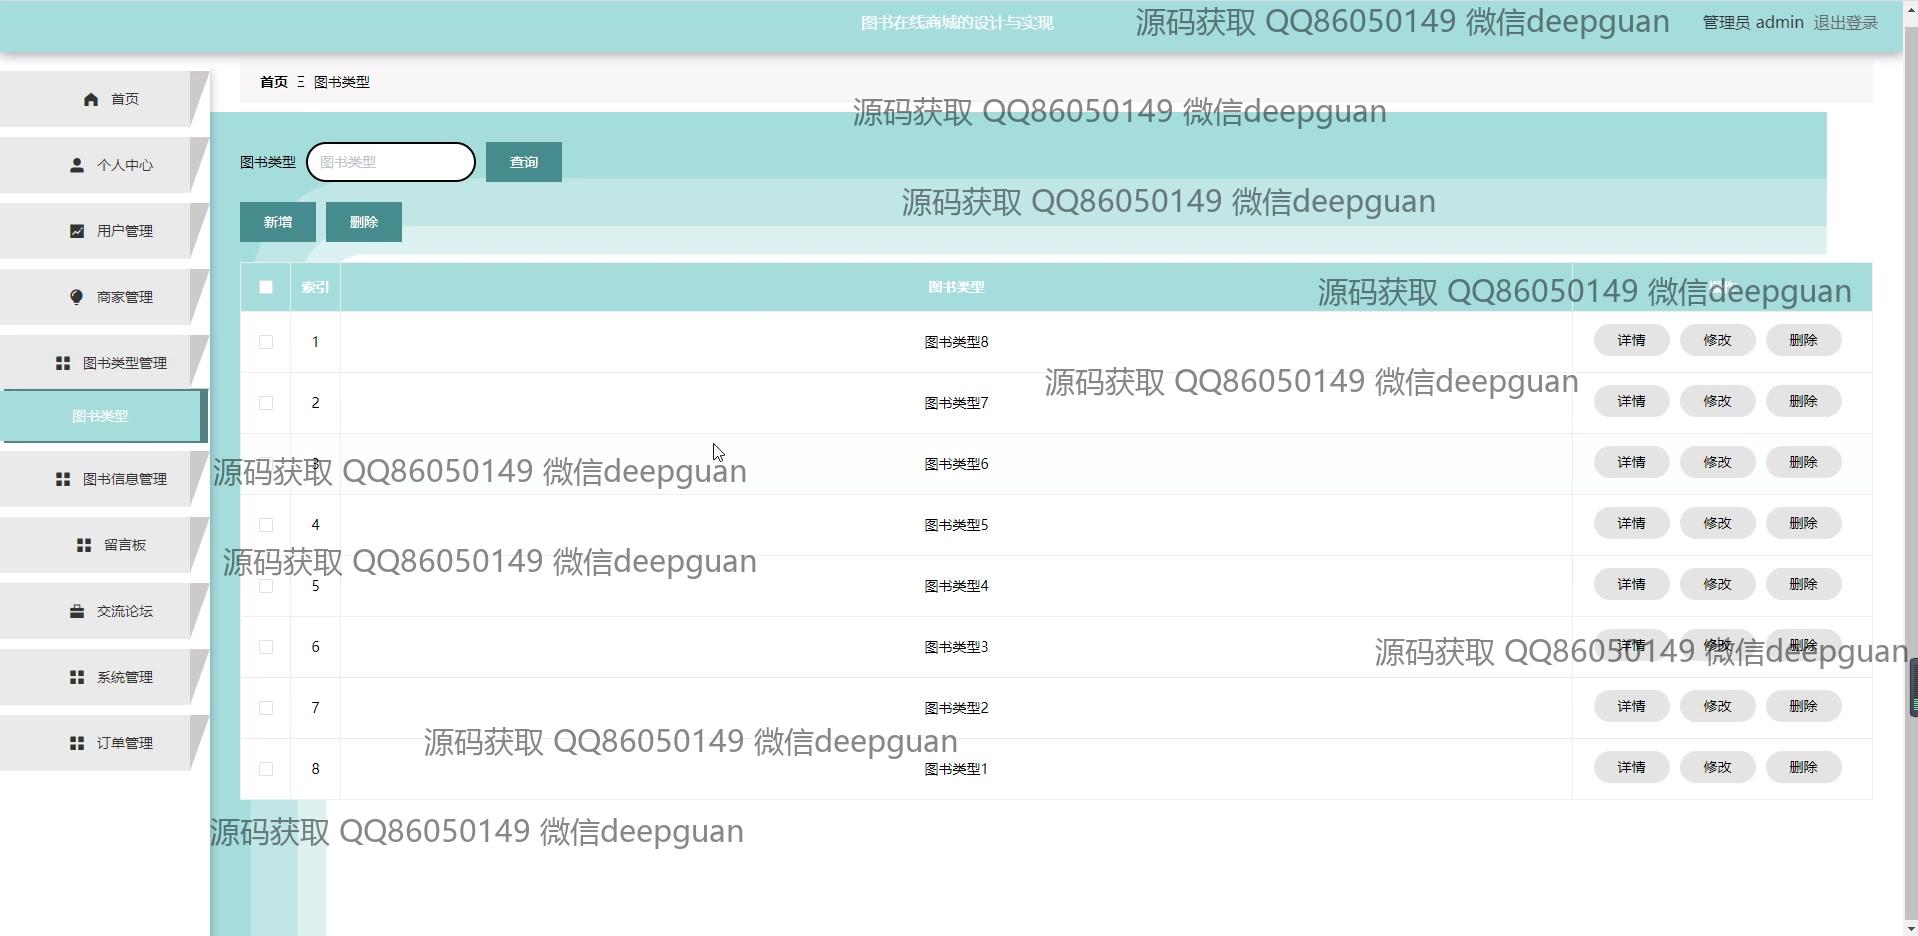 图书在线商城的设计与实现
源码获取 QQ86050149 微信deepguan
管理员 admin 退出登录
首页 Ξ 图书类型
首页
个人中心
用户管理
商家管理
图书类型管理
图书类型
图书信息管理
留言板
交流论坛
系统管理
订单管理
源码获取 QQ86050149 微信deepguan
图书类型 图书类型 查询
源码获取 QQ86050149 微信deepguan
新增 删除
索引 图书类型
源码获取 QQ86050149 微信deepguan
1 图书类型8 详情 修改 删除
源码获取 QQ86050149 微信deepguan
2 图书类型7 详情 修改 删除
3 图书类型6 详情 修改 删除
源码获取 QQ86050149 微信deepguan
4 图书类型5 详情 修改 删除
源码获取 QQ86050149 微信deepguan
5 图书类型4 详情 修改 删除
6 图书类型3 详情 修改 删除
源码获取 QQ86050149 微信deepguan
7 图书类型2 详情 修改 删除
源码获取 QQ86050149 微信deepguan
8 图书类型1 详情 修改 删除
源码获取 QQ86050149 微信deepguan